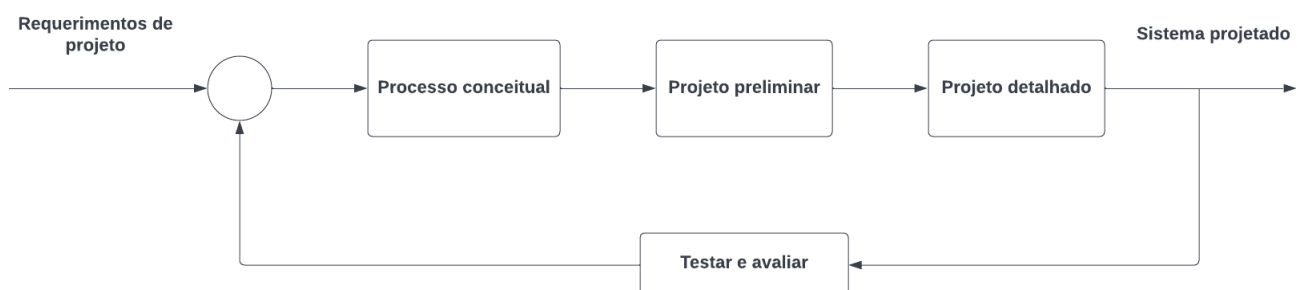 Requerimentos de
projeto
Sistema projetado
Processo conceitual
Projeto preliminar
Projeto detalhado
Testar e avaliar